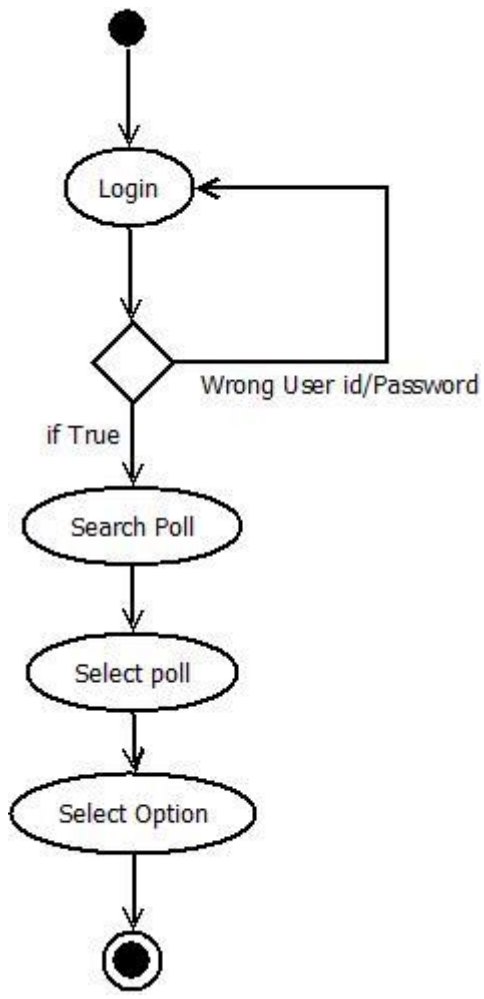 Login
Wrong User id/Password
if True
Search Poll
Select poll
Select Option